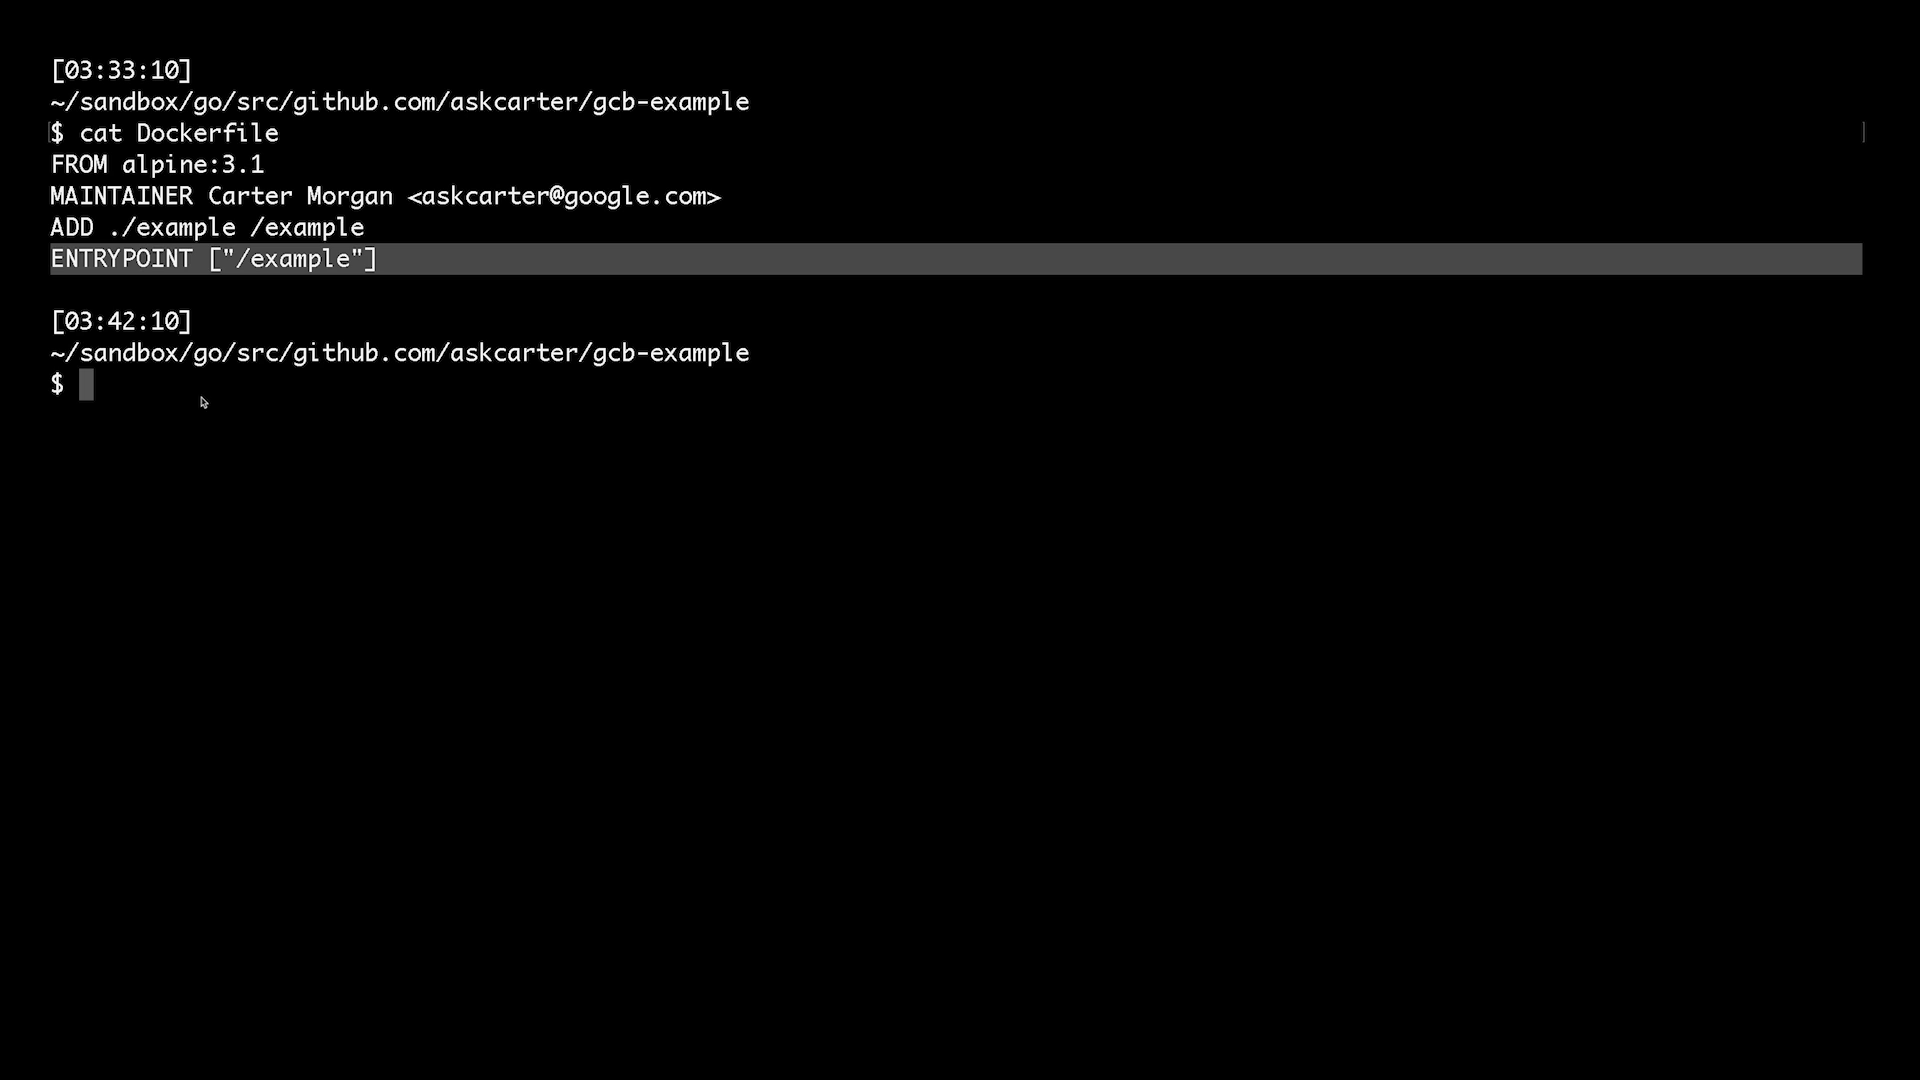 [03:33:10]
~/sandbox/go/src/github.com/askcarter/gcb-example
$ cat Dockerfile
FROM alpine:3.1
MAINTAINER Carter Morgan <askcarter@google.com>
ADD ./example /example
ENTRYPOINT ["/example"]
[03:42:10]
~/sandbox/go/src/github.com/askcarter/gcb-example
$